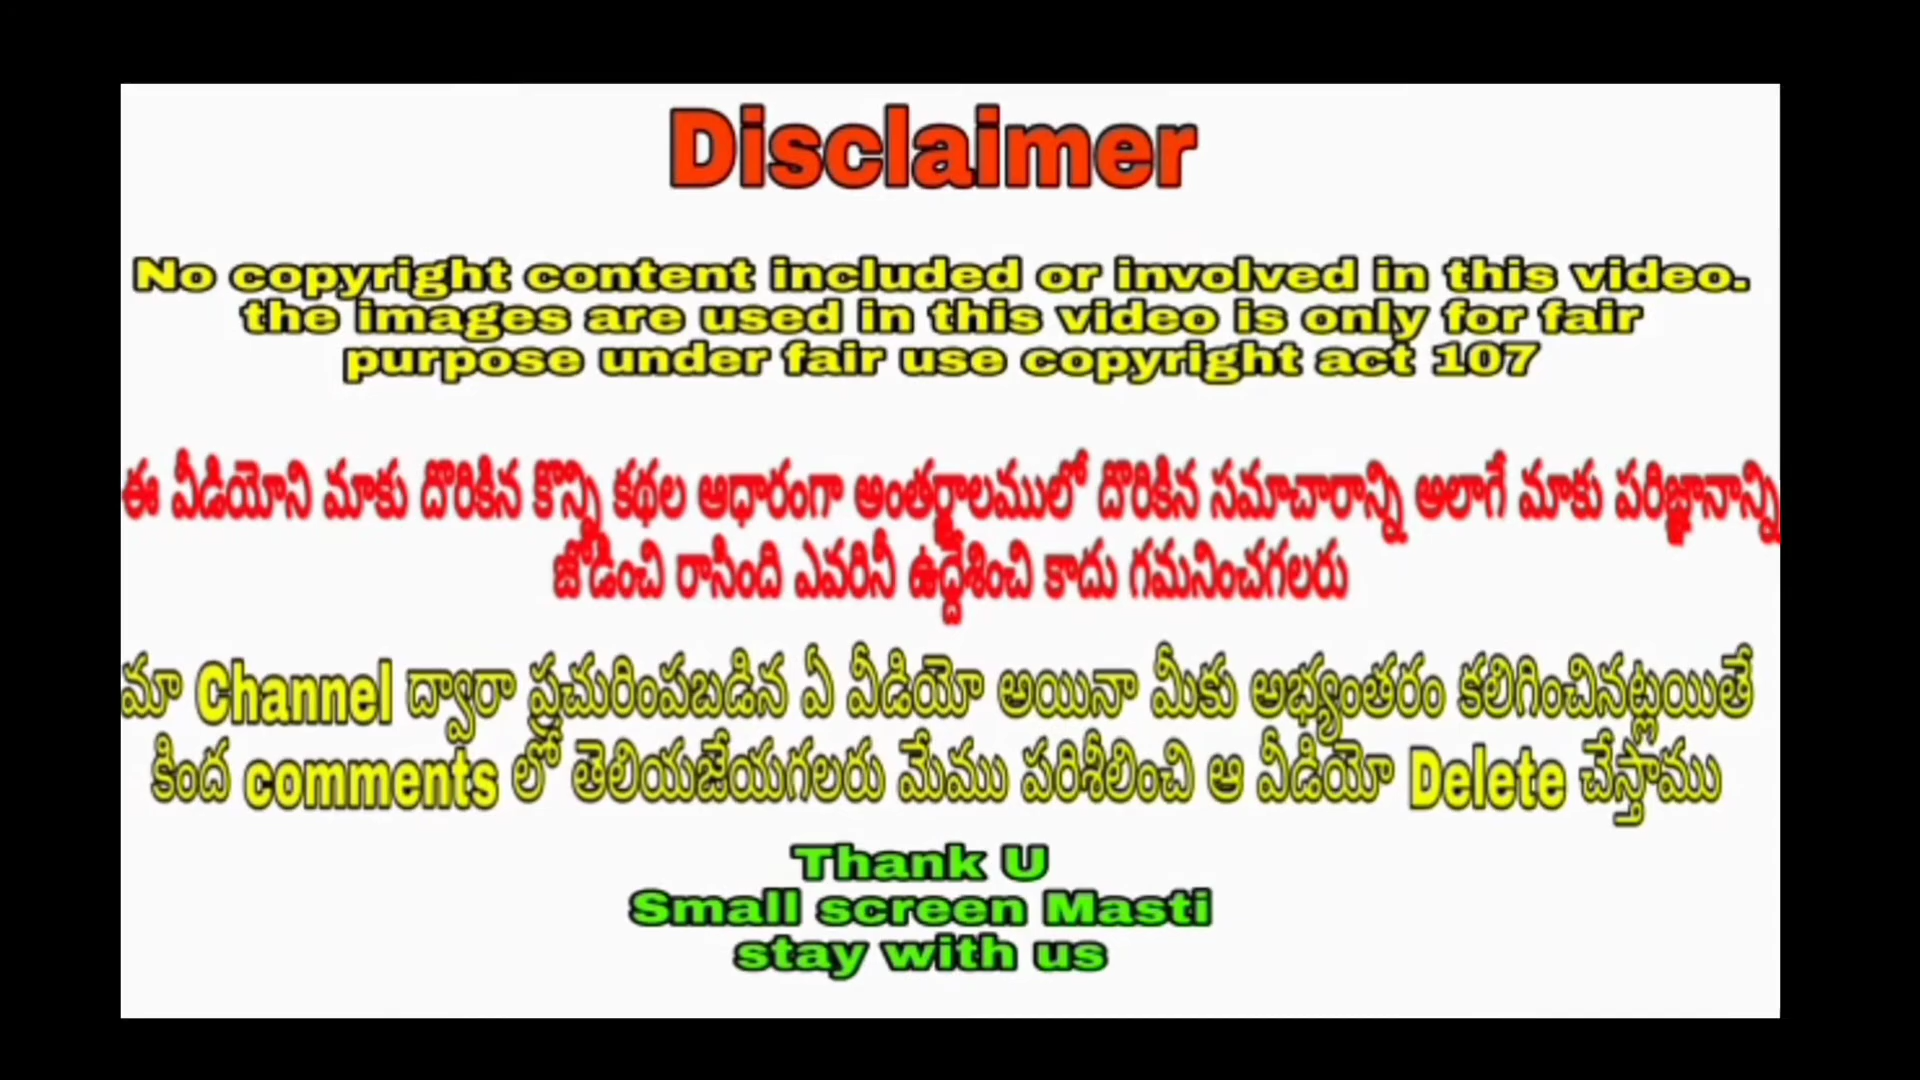 Disclaimer
No copyright content included or involved in this video.
the images are used in this video is only for fair
purpose under fair use copyright act 107
ఈ వీడియోని మాకు దొరికిన కొన్ని కథల ఆధారంగా అంతర్జాలములో దొరికిన సమాచారాన్ని అలాగే మాకు పరిజ్ఞానాన్ని
జోడించి రాసింది ఎవరినీ ఉద్దేశించి కాదు గమనించగలరు
మా Channel ద్వారా ప్రచురింపబడిన ఏ వీడియో అయినా మీకు అభ్యంతరం కలిగించినట్లయితే
కింద comments లో తెలియజేయగలరు మేము పరిశీలించి ఆ వీడియో Delete చేస్తాము
Thank U
Small screen Masti
stay with us